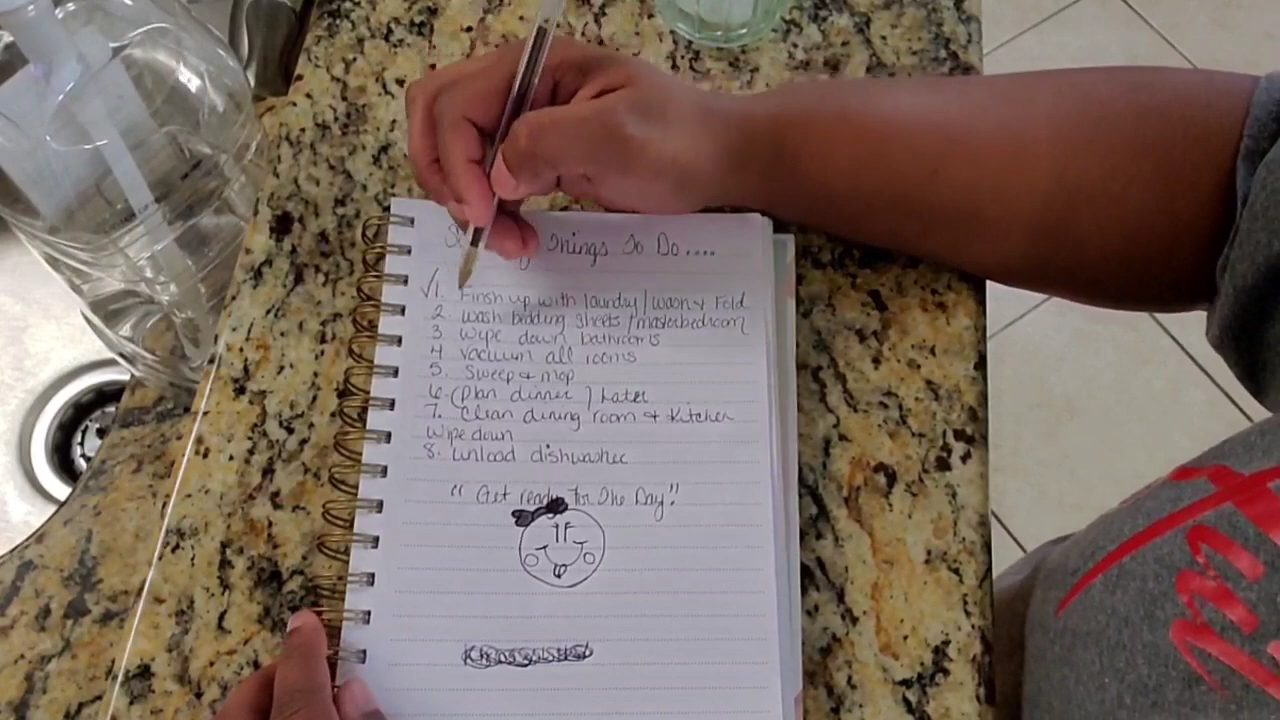 Things To Do....
√1. Finsh up with laundry/wash & Fold
2. wash bedding sheets/masterbedroom
3 wipe down bathrooms
4 vacuum all rooms
5. Sweep & mop
6. (Plan dinner) Later
7. Clean dining room & Kitchen
wipe down
8. unload dishwasher
"Get ready for The Day!"